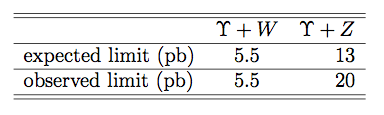 ϒ + W ϒ + Z
expected limit (pb) 5.5 13
observed limit (pb) 5.5 20